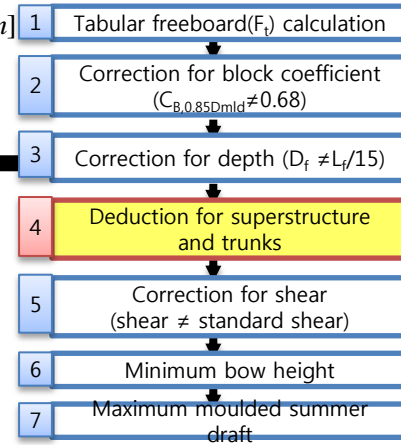 n]
1 Tabular freeboard(Ft) calculation
2 Correction for block coefficient
(CB,0.85Dmld≠0.68)
3 Correction for depth (Df ≠Lf/15)
4 Deduction for superstructure
and trunks
5 Correction for shear
(shear ≠ standard shear)
6 Minimum bow height
7 Maximum moulded summer
draft